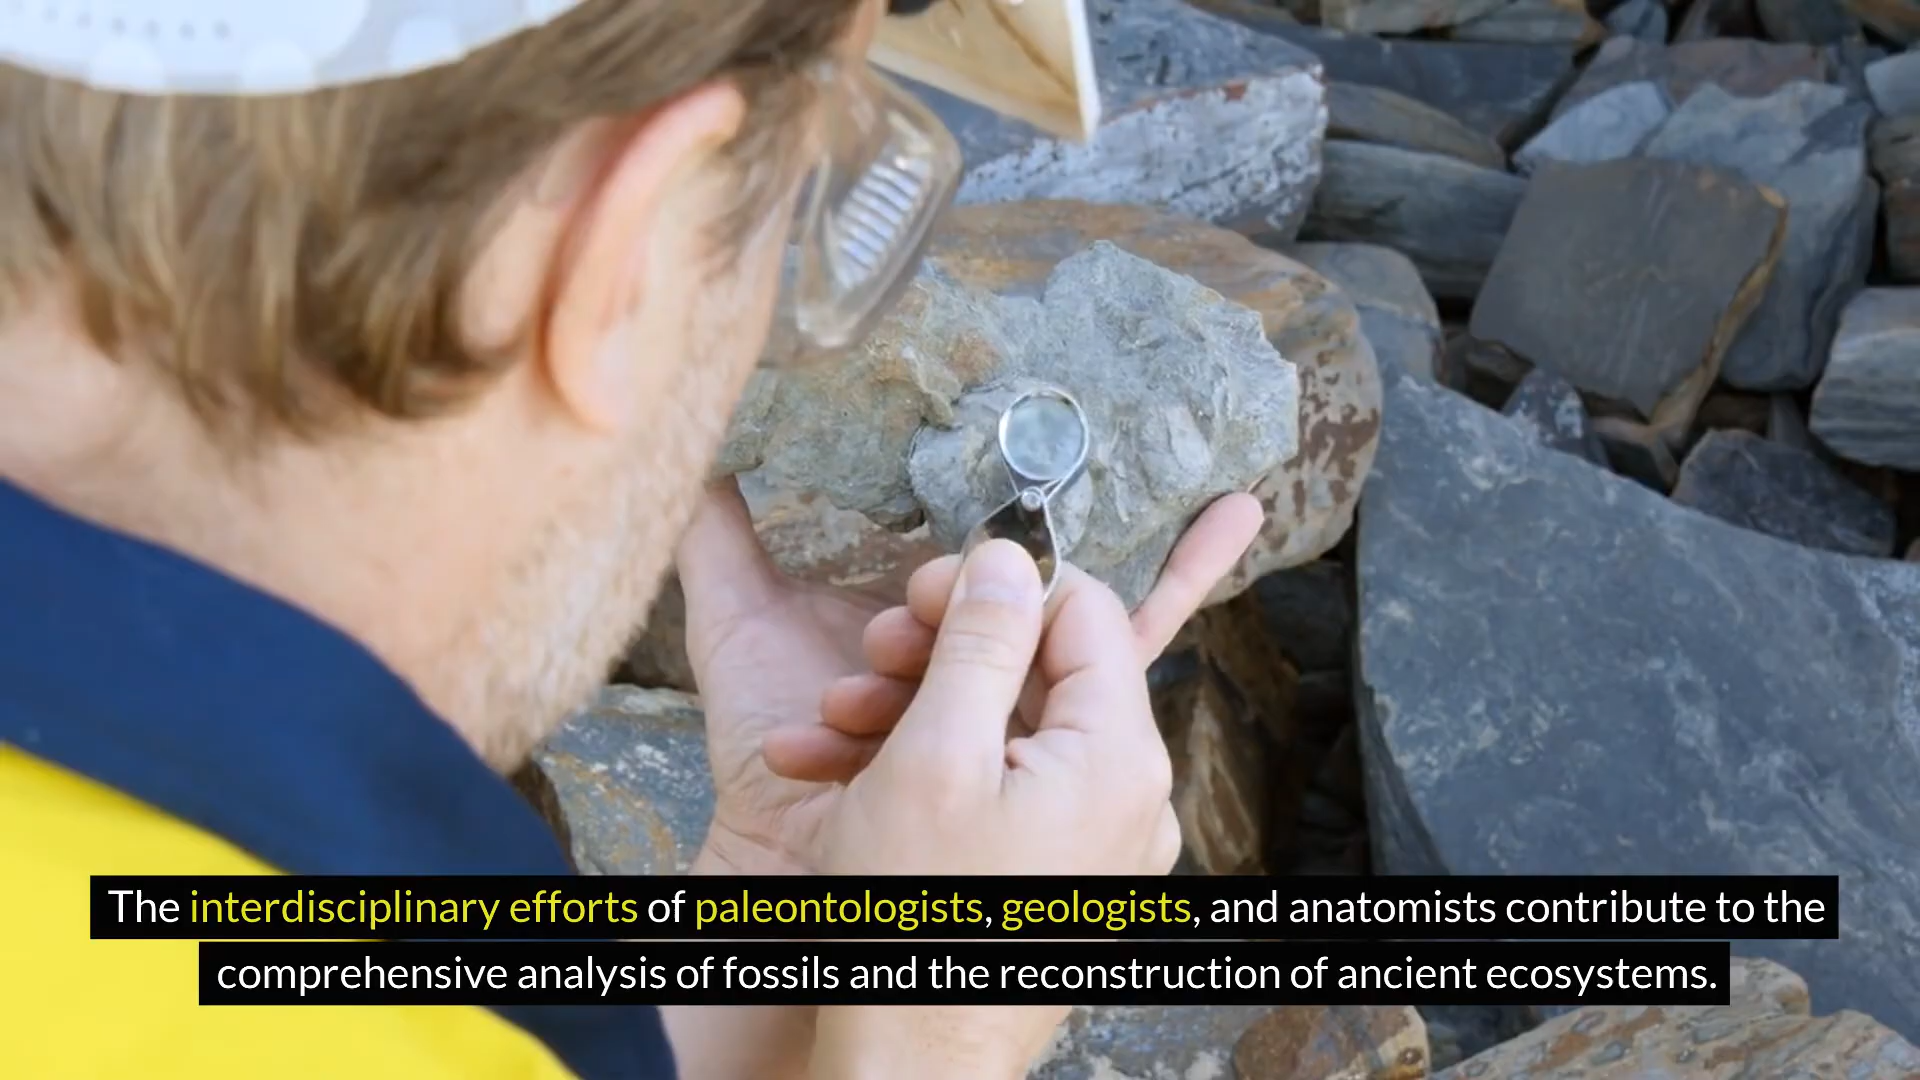 The interdisciplinary efforts of paleontologists, geologists, and anatomists contribute to the
comprehensive analysis of fossils and the reconstruction of ancient ecosystems.